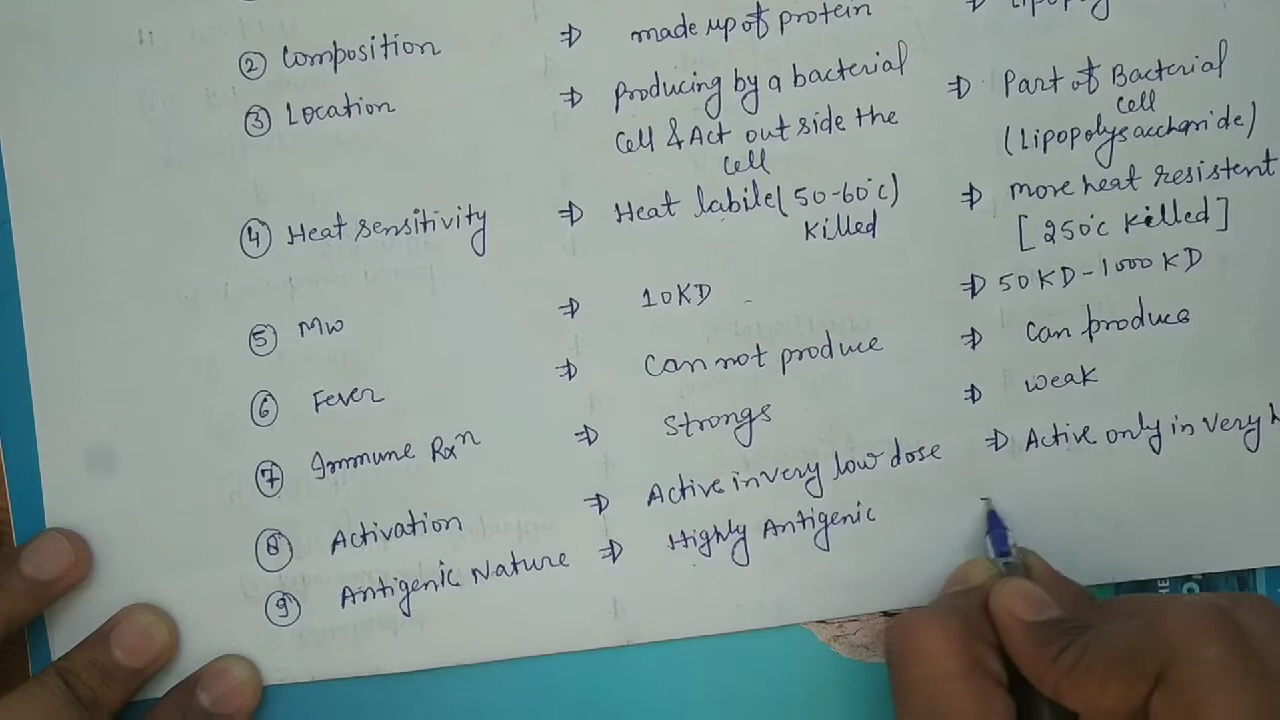 ② Composition ⇒ made up of protein ⇒
③ Location ⇒ Producing by a bacterial ⇒ Part of Bacterial
cell & Act out side the cell
cell (Lipopolysaccharide)
④ Heat sensitivity ⇒ Heat labile (50-60°C) ⇒ more heat resistent
killed [250°C killed]
⑤ MW ⇒ 10KD ⇒ 50KD-1000KD
⑥ Fever ⇒ Can not produce ⇒ can produce
⑦ Immune Rxn ⇒ Strongs ⇒ weak
⑧ Activation ⇒ Active in very low dose ⇒ Active only in very
⑨ Antigenic Nature ⇒ Highly Antigenic